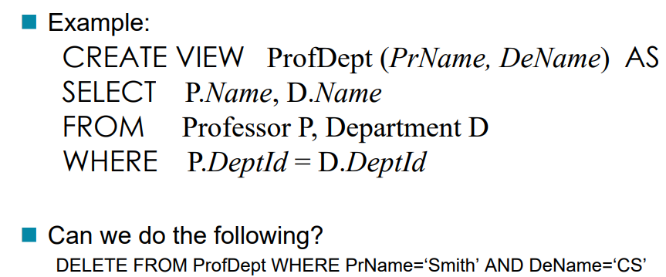 Example:
CREATE VIEW ProfDept (PrName, DeName) AS
SELECT P.Name, D.Name
FROM Professor P, Department D
WHERE P.DeptId = D.DeptId
Can we do the following?
DELETE FROM ProfDept WHERE PrName=‘Smith’ AND DeName=‘CS’